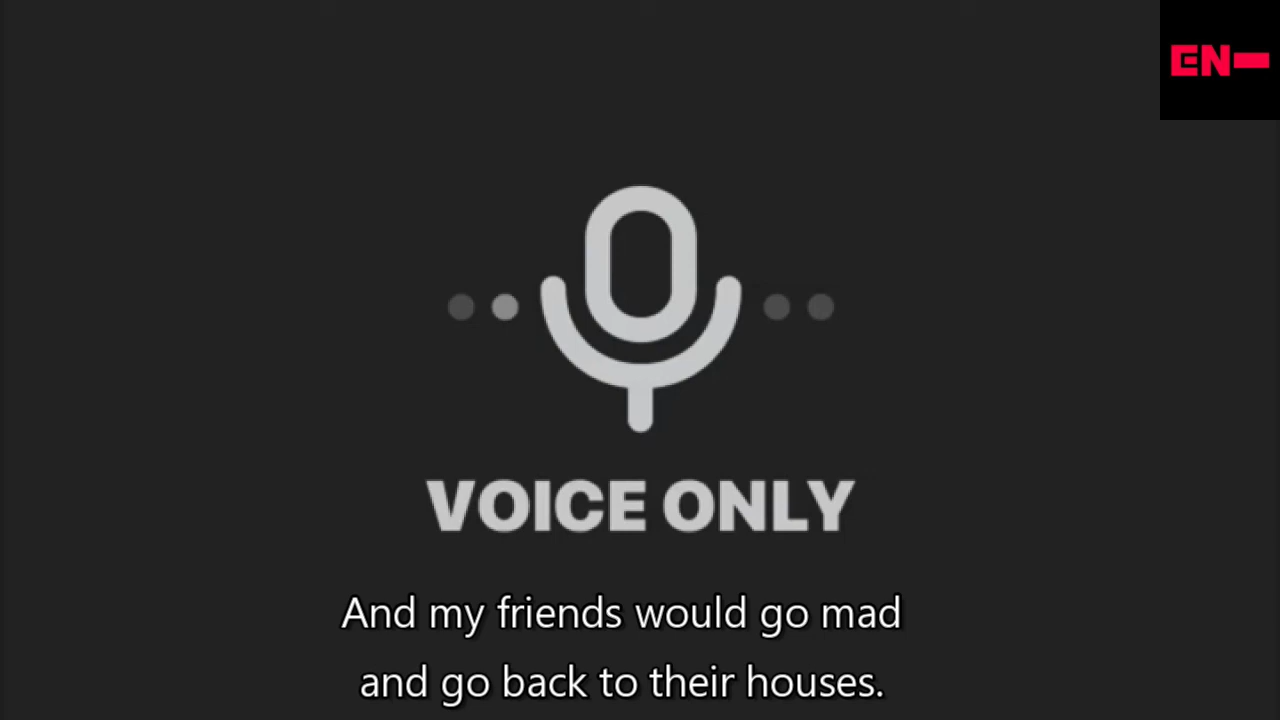 EN-
VOICE ONLY
And my friends would go mad
and go back to their houses.